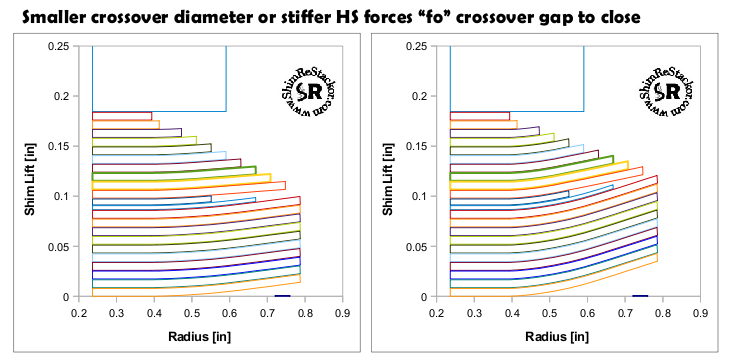 Smaller crossover diameter or stiffer HS forces “fo” crossover gap to close
0.25
0.2
0.15
0.1
0.05
0
0.2 0.3 0.4 0.5 0.6 0.7 0.8 0.9
Shim Lift [in]
Radius [in]
www.ShimReStackor.com
SR
0.25
0.2
0.15
0.1
0.05
0
0.2 0.3 0.4 0.5 0.6 0.7 0.8 0.9
Shim Lift [in]
Radius [in]
www.ShimReStackor.com
SR